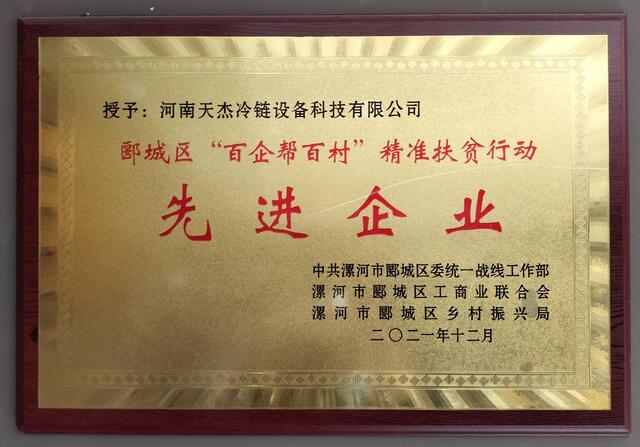 授予：河南天杰冷链设备科技有限公司
郾城区“百企帮百村”精准扶贫行动
先进企业
中共漯河市郾城区委统一战线工作部
漯河市郾城区工商业联合会
漯河市郾城区乡村振兴局
二〇二一年十二月